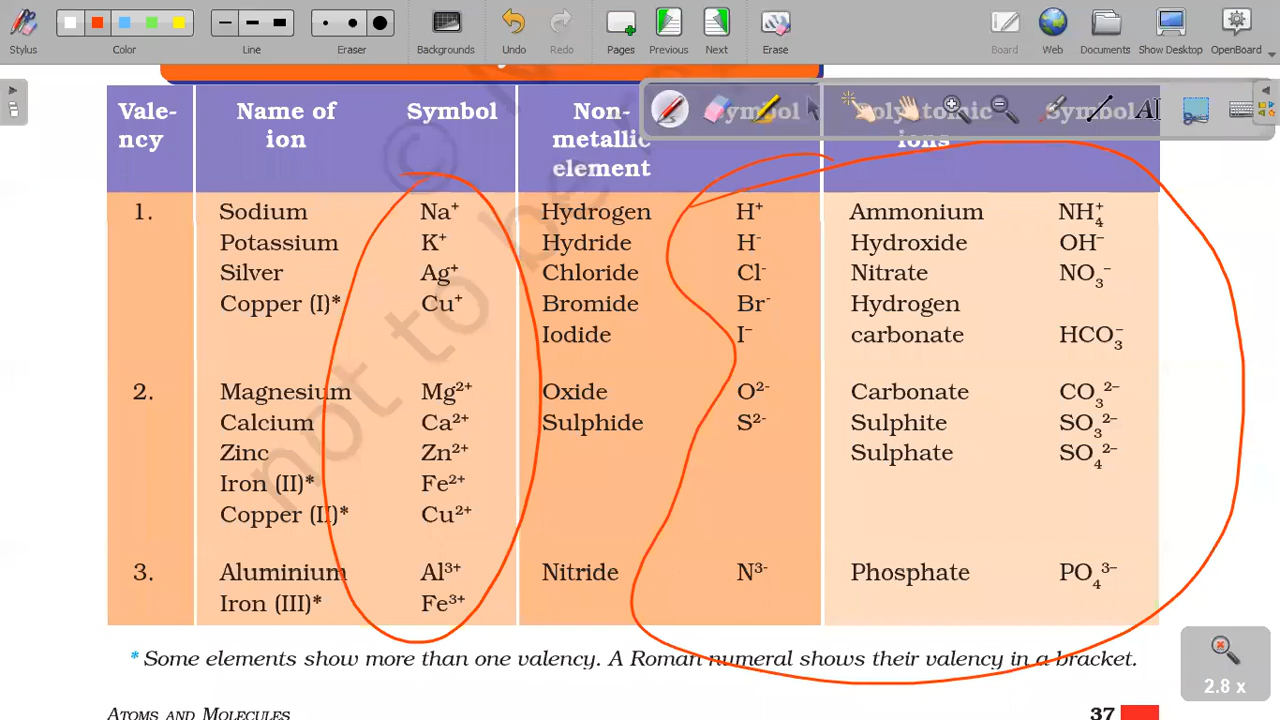 Stylus Color Line Eraser Backgrounds Undo Redo Pages Previous Next Erase Board Web Documents Show Desktop OpenBoard
Vale-ncy Name of ion Symbol Non-metallic element Symbol Polyatomic ions Symbol
1. Sodium Na⁺ Hydrogen H⁺ Ammonium NH₄⁺
Potassium K⁺ Hydride H⁻ Hydroxide OH⁻
Silver Ag⁺ Chloride Cl⁻ Nitrate NO₃⁻
Copper (I)* Cu⁺ Bromide Br⁻ Hydrogen
Iodide I⁻ carbonate HCO₃⁻
2. Magnesium Mg²⁺ Oxide O²⁻ Carbonate CO₃²⁻
Calcium Ca²⁺ Sulphide S²⁻ Sulphite SO₃²⁻
Zinc Zn²⁺ Sulphate SO₄²⁻
Iron (II)* Fe²⁺
Copper (II)* Cu²⁺
3. Aluminium Al³⁺ Nitride N³⁻ Phosphate PO₄³⁻
Iron (III)* Fe³⁺
* Some elements show more than one valency. A Roman numeral shows their valency in a bracket.
ATOMS AND MOLECULES 37
2.8 x
©
not to be